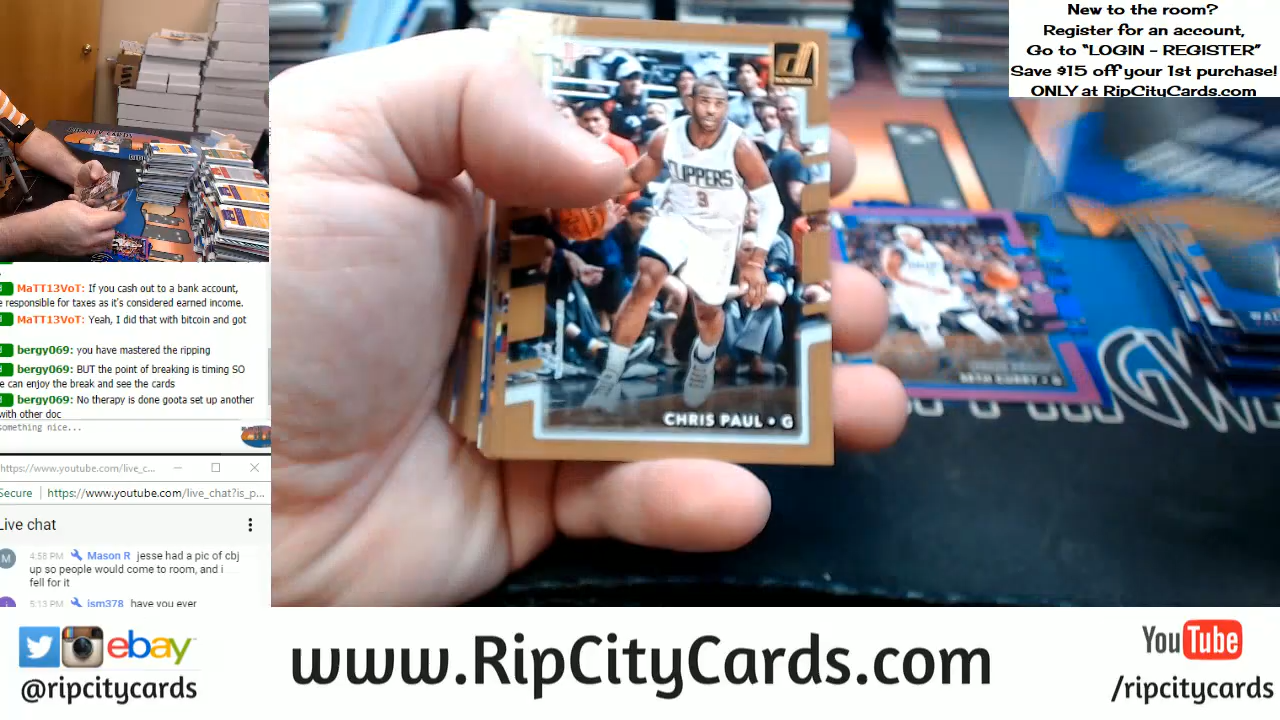 New to the room?
Register for an account,
Go to “LOGIN - REGISTER”
Save $15 off your 1st purchase!
ONLY at RipCityCards.com
CLIPPERS
3
CHRIS PAUL • G
SETH CURRY • G
MaTT13VoT: If you cash out to a bank account,
e responsible for taxes as it's considered earned income.
MaTT13VoT: Yeah, I did that with bitcoin and got
bergy069: you have mastered the ripping
bergy069: BUT the point of breaking is timing SO
e can enjoy the break and see the cards
bergy069: No therapy is done goota set up another
with other doc
something nice...
https://www.youtube.com/live_c...
Secure | https://www.youtube.com/live_chat?is_p...
Live chat
M
4:58 PM Mason R jesse had a pic of cbj
up so people would come to room, and i
fell for it
5:13 PM ism378 have you ever
ebay
@ripcitycards
www.RipCityCards.com
YouTube
/ripcitycards